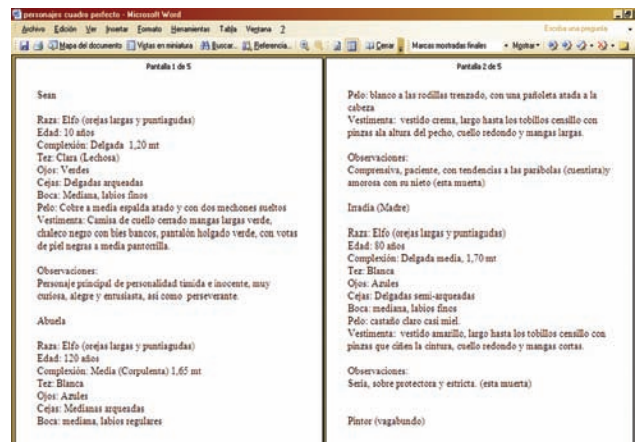 personajes cuadro perfecto - Microsoft Word
Archivo Edición Ver Insertar Formato Herramientas Tabla Ventana ?
Escriba una pregunta
Mapa del documento Vistas en miniatura Buscar... Referencia... Cerrar Marcas mostradas finales Mostrar
Pantalla 1 de 5
Sean
Raza: Elfo (orejas largas y puntiagudas)
Edad: 10 años
Complexión: Delgada 1,20 mt
Tez: Clara (Lechosa)
Ojos: Verdes
Cejas: Delgadas arqueadas
Boca: Mediana, labios finos
Pelo: Cobre a media espalda atado y con dos mechones sueltos
Vestimenta: Camisa de cuello cerrado mangas largas verde,
chaleco negro con bies bancos, pantalón holgado verde, con votas
de piel negras a media pantorrilla.
Observaciones:
Personaje principal de personalidad tímida e inocente, muy
curiosa, alegre y entusiasta, así como perseverante.
Abuela
Raza: Elfo (orejas largas y puntiagudas)
Edad: 120 años
Complexión: Media (Corpulenta) 1,65 mt
Tez: Blanca
Ojos: Azules
Cejas: Medianas arqueadas
Boca: mediana, labios regulares
Pantalla 2 de 5
Pelo: blanco a las rodillas trenzado, con una pañoleta atada a la
cabeza
Vestimenta: vestido crema, largo hasta los tobillos censillo con
pinzas ala altura del pecho, cuello redondo y mangas largas.
Observaciones:
Comprensiva, paciente, con tendencias a las parábolas (cuentista)y
amorosa con su nieto (esta muerta)
Irradia (Madre)
Raza: Elfo (orejas largas y puntiagudas)
Edad: 80 años
Complexión: Delgada media, 1,70 mt
Tez: Blanca
Ojos: Azules
Cejas: Delgadas semi-arqueadas
Boca: mediana, labios finos
Pelo: castaño claro casi miel.
Vestimenta: vestido amarillo, largo hasta los tobillos censillo con
pinzas que ciñen la cintura, cuello redondo y mangas cortas.
Observaciones:
Seria, sobre protectora y estricta. (esta muerta)
Pintor (vagabundo)